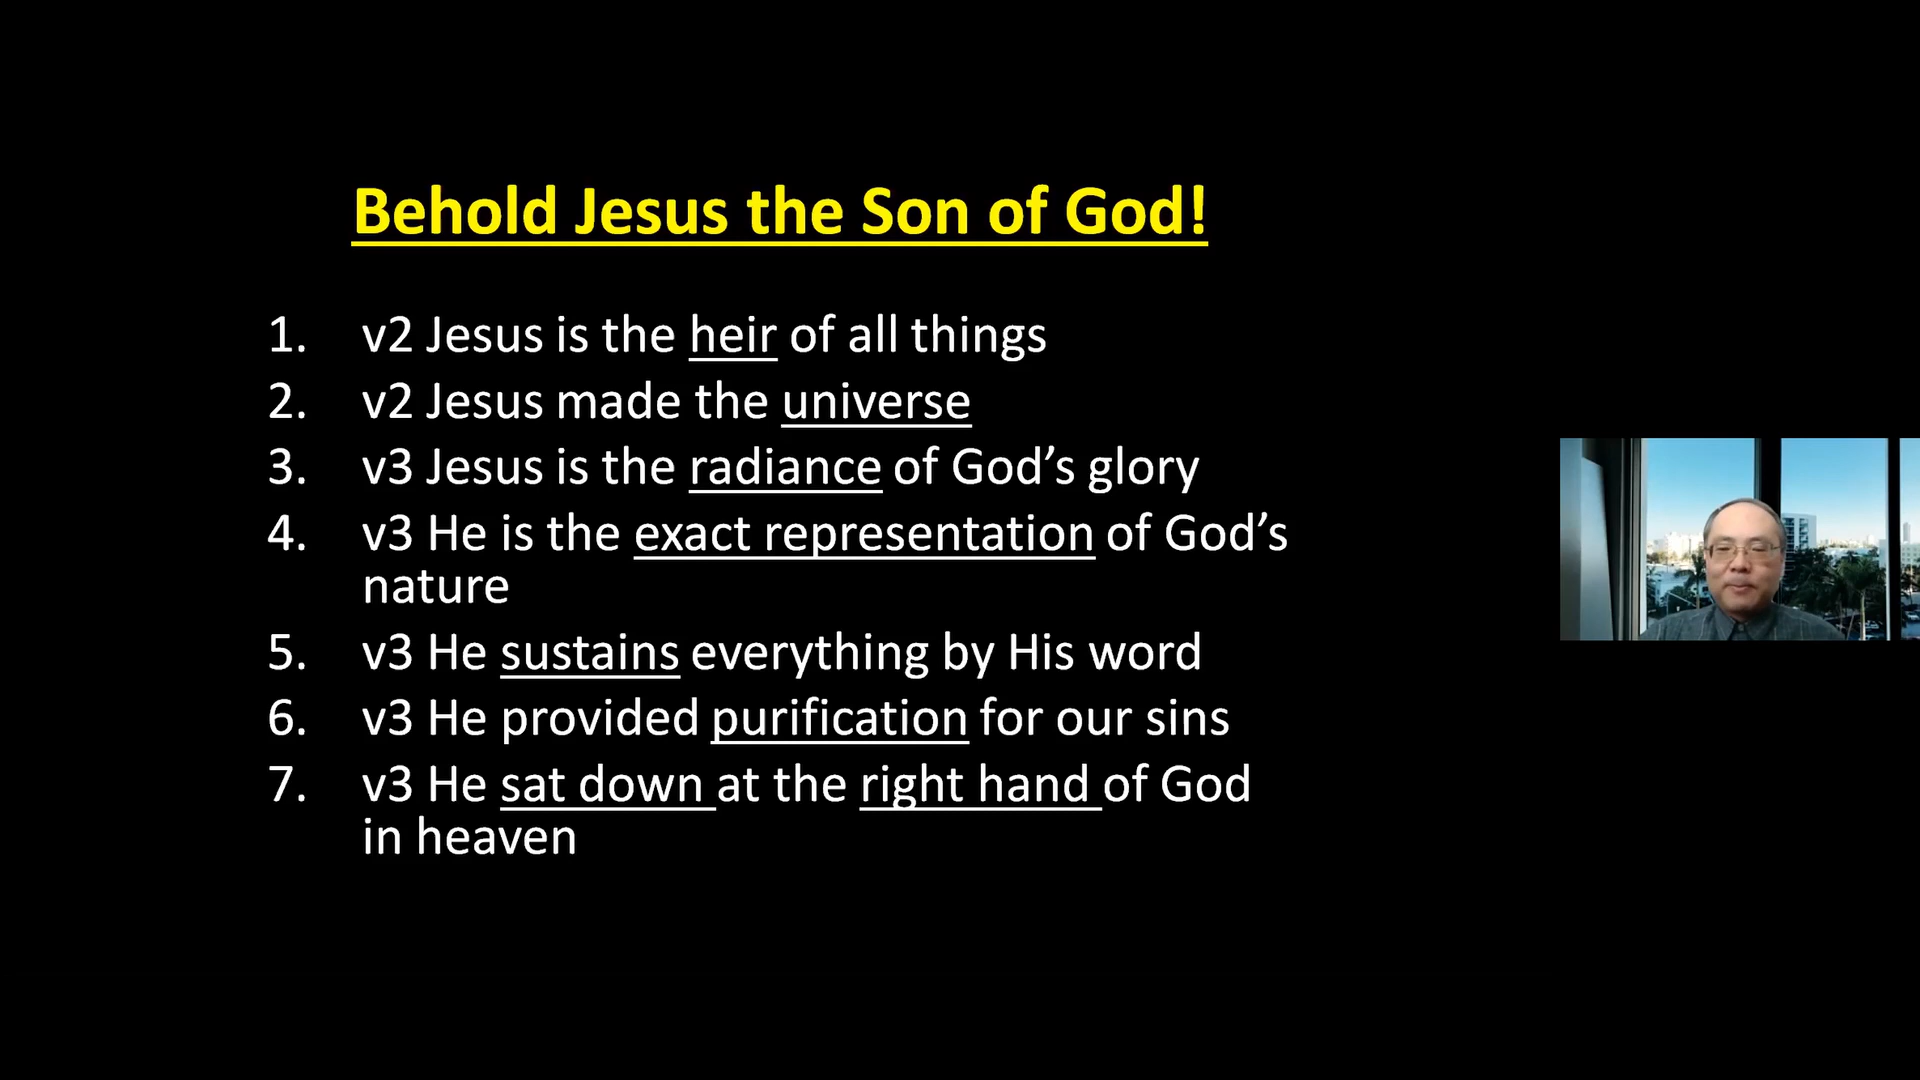 Behold Jesus the Son of God!
1. v2 Jesus is the heir of all things
2. v2 Jesus made the universe
3. v3 Jesus is the radiance of God’s glory
4. v3 He is the exact representation of God’s
nature
5. v3 He sustains everything by His word
6. v3 He provided purification for our sins
7. v3 He sat down at the right hand of God
in heaven